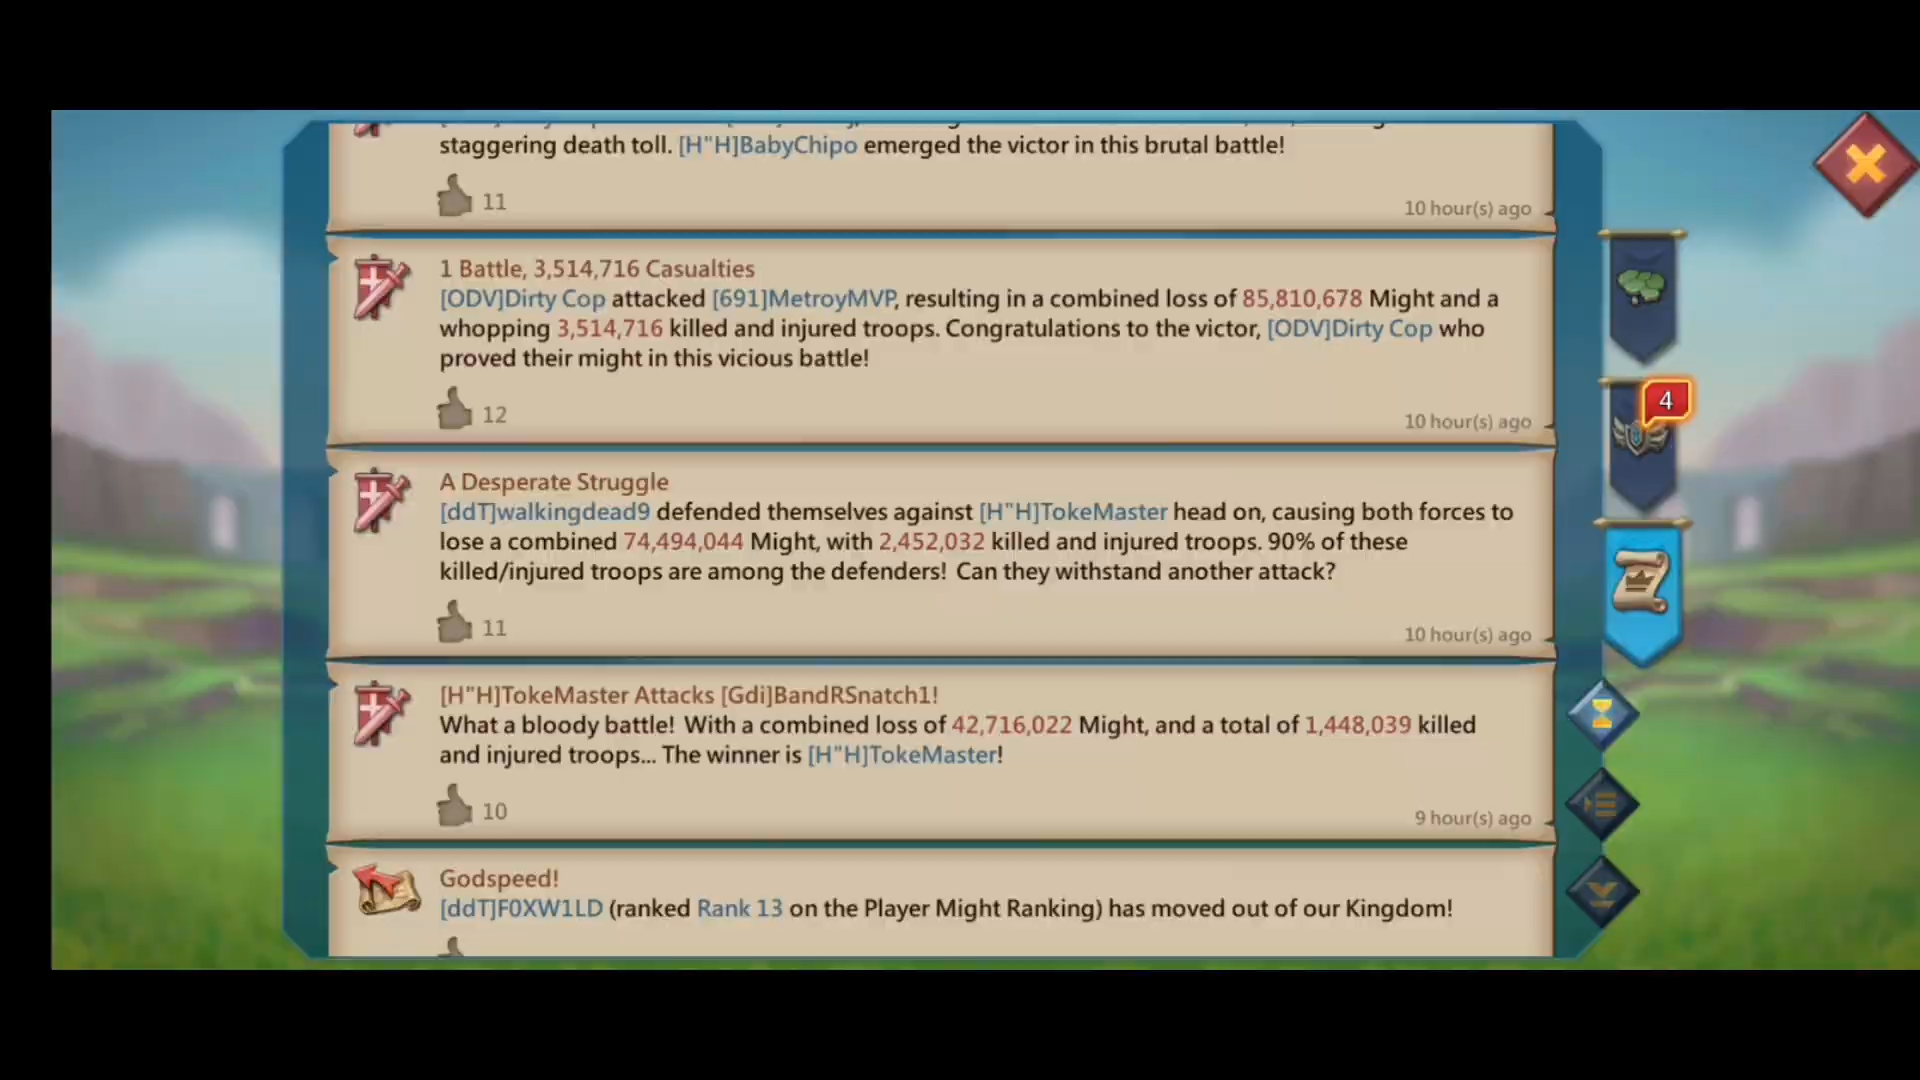 staggering death toll. [H"H]BabyChipo emerged the victor in this brutal battle!
11
10 hour(s) ago
1 Battle, 3,514,716 Casualties
[ODV]Dirty Cop attacked [691]MetroyMVP, resulting in a combined loss of 85,810,678 Might and a
whopping 3,514,716 killed and injured troops. Congratulations to the victor, [ODV]Dirty Cop who
proved their might in this vicious battle!
12
10 hour(s) ago
4
A Desperate Struggle
[ddT]walkingdead9 defended themselves against [H"H]TokeMaster head on, causing both forces to
lose a combined 74,494,044 Might, with 2,452,032 killed and injured troops. 90% of these
killed/injured troops are among the defenders! Can they withstand another attack?
11
10 hour(s) ago
[H"H]TokeMaster Attacks [Gdi]BandRSnatch1!
What a bloody battle! With a combined loss of 42,716,022 Might, and a total of 1,448,039 killed
and injured troops... The winner is [H"H]TokeMaster!
10
9 hour(s) ago
Godspeed!
[ddT]F0XW1LD (ranked Rank 13 on the Player Might Ranking) has moved out of our Kingdom!